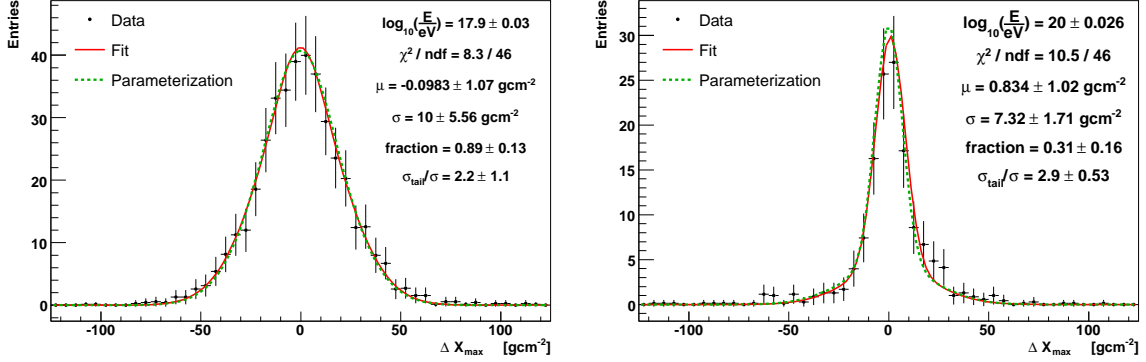 Entries
Data
Fit
Parameterization
log10(E/eV) = 17.9 ± 0.03
χ² / ndf = 8.3 / 46
μ = -0.0983 ± 1.07 gcm⁻²
σ = 10 ± 5.56 gcm⁻²
fraction = 0.89 ± 0.13
σtail/σ = 2.2 ± 1.1
40
30
20
10
0
-100 -50 0 50 100
Δ Xmax [gcm⁻²]
Entries
Data
Fit
Parameterization
log10(E/eV) = 20 ± 0.026
χ² / ndf = 10.5 / 46
μ = 0.834 ± 1.02 gcm⁻²
σ = 7.32 ± 1.71 gcm⁻²
fraction = 0.31 ± 0.16
σtail/σ = 2.9 ± 0.53
30
25
20
15
10
5
0
-100 -50 0 50 100
Δ Xmax [gcm⁻²]